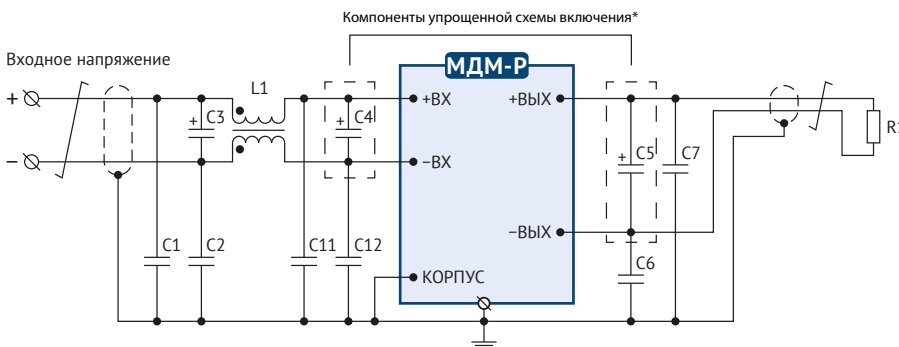 Компоненты упрощенной схемы включения*
Входное напряжение
МДМ-Р
+
L1
+ C3
+ C4
+ВХ
+ВЫХ
R1
–
–ВХ
+ C5
C7
–ВЫХ
C1
C2
C11
C12
C6
КОРПУС